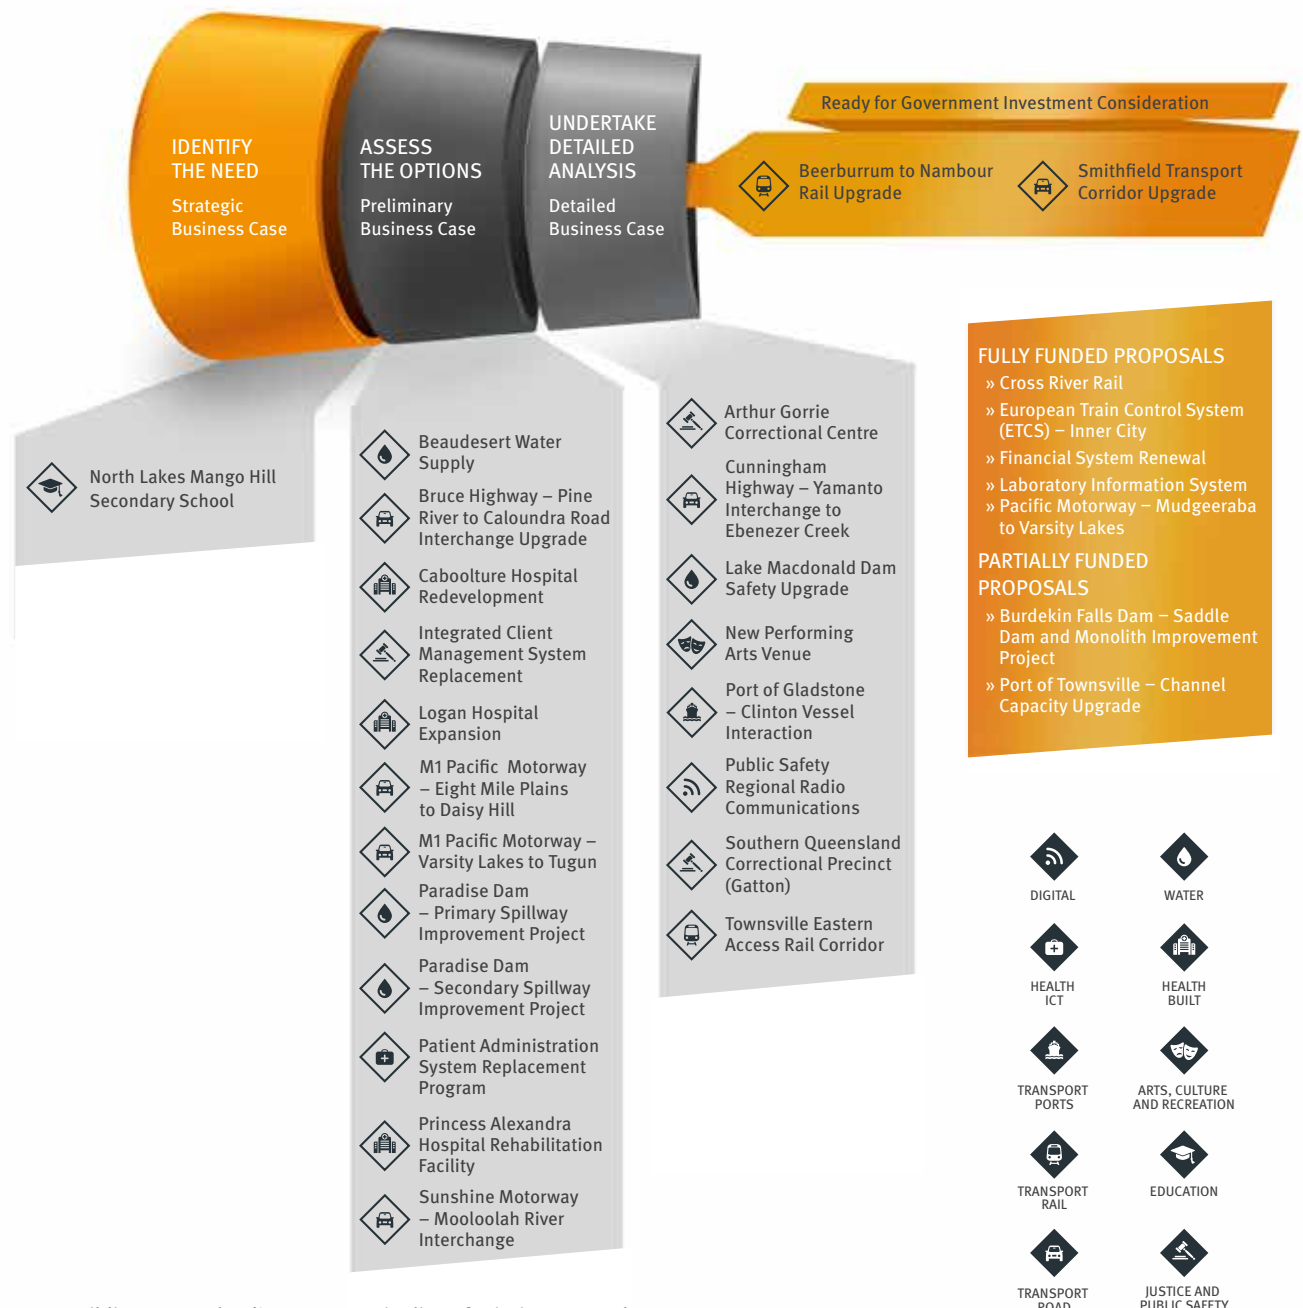 IDENTIFY
THE NEED
Strategic
Business Case
ASSESS
THE OPTIONS
Preliminary
Business Case
UNDERTAKE
DETAILED
ANALYSIS
Detailed
Business Case
Ready for Government Investment Consideration
Beerburrum to Nambour
Rail Upgrade
Smithfield Transport
Corridor Upgrade
North Lakes Mango Hill
Secondary School
Beaudesert Water
Supply
Bruce Highway – Pine
River to Caloundra Road
Interchange Upgrade
Caboolture Hospital
Redevelopment
Integrated Client
Management System
Replacement
Logan Hospital
Expansion
M1 Pacific Motorway
– Eight Mile Plains
to Daisy Hill
M1 Pacific Motorway –
Varsity Lakes to Tugun
Paradise Dam
– Primary Spillway
Improvement Project
Paradise Dam
– Secondary Spillway
Improvement Project
Patient Administration
System Replacement
Program
Princess Alexandra
Hospital Rehabilitation
Facility
Sunshine Motorway
– Mooloolah River
Interchange
Arthur Gorrie
Correctional Centre
Cunningham
Highway – Yamanto
Interchange to
Ebenezer Creek
Lake Macdonald Dam
Safety Upgrade
New Performing
Arts Venue
Port of Gladstone
– Clinton Vessel
Interaction
Public Safety
Regional Radio
Communications
Southern Queensland
Correctional Precinct
(Gatton)
Townsville Eastern
Access Rail Corridor
FULLY FUNDED PROPOSALS
» Cross River Rail
» European Train Control System
(ETCS) – Inner City
» Financial System Renewal
» Laboratory Information System
» Pacific Motorway – Mudgeeraba
to Varsity Lakes
PARTIALLY FUNDED
PROPOSALS
» Burdekin Falls Dam – Saddle
Dam and Monolith Improvement
Project
» Port of Townsville – Channel
Capacity Upgrade
DIGITAL
WATER
HEALTH
ICT
HEALTH
BUILT
TRANSPORT
PORTS
ARTS, CULTURE
AND RECREATION
TRANSPORT
RAIL
EDUCATION
TRANSPORT
ROAD
JUSTICE AND
PUBLIC SAFETY